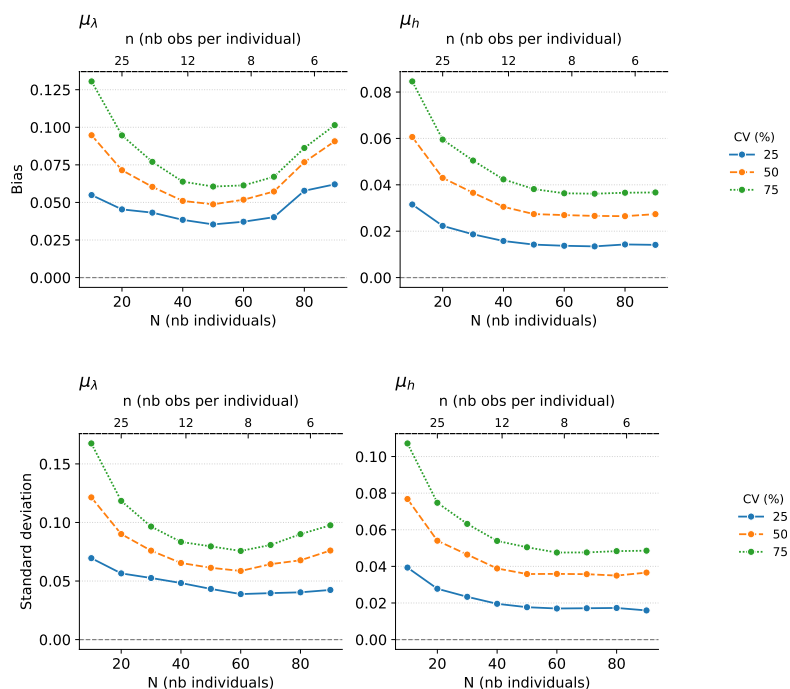 μλ
n (nb obs per individual)
25 12 8 6
Bias
0.125
0.100
0.075
0.050
0.025
0.000
20 40 60 80
N (nb individuals)
μh
n (nb obs per individual)
25 12 8 6
0.08
0.06
0.04
0.02
0.00
20 40 60 80
N (nb individuals)
CV (%)
25
50
75
μλ
n (nb obs per individual)
25 12 8 6
Standard deviation
0.15
0.10
0.05
0.00
20 40 60 80
N (nb individuals)
μh
n (nb obs per individual)
25 12 8 6
0.10
0.08
0.06
0.04
0.02
0.00
20 40 60 80
N (nb individuals)
CV (%)
25
50
75